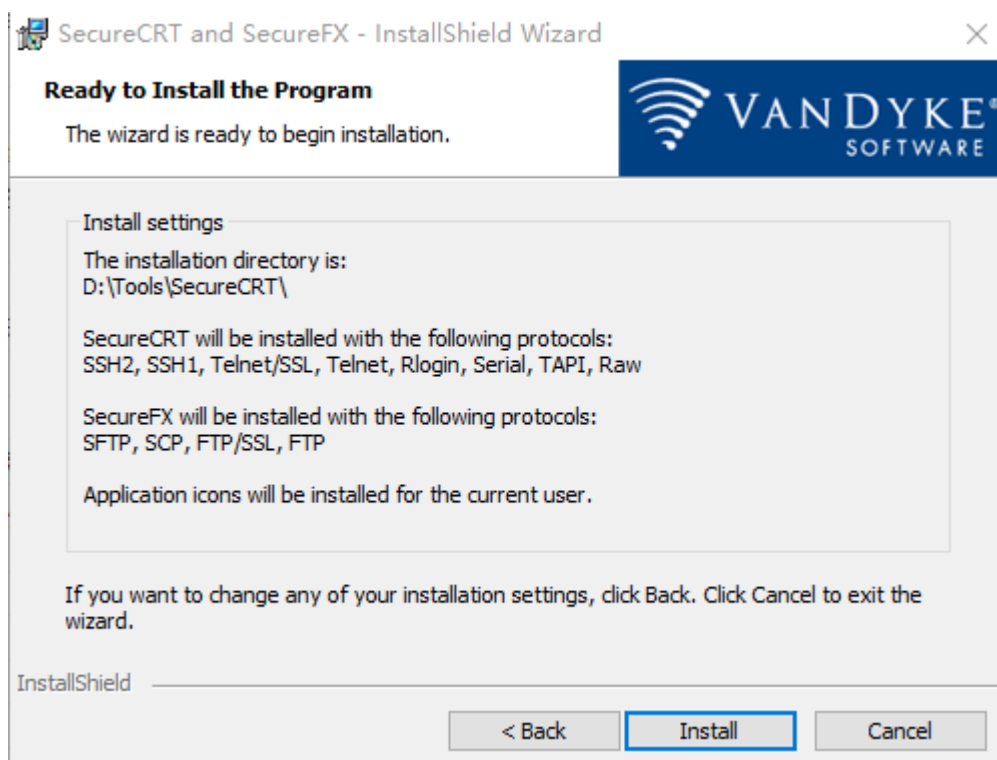 SecureCRT and SecureFX - InstallShield Wizard
Ready to Install the Program
The wizard is ready to begin installation.
VANDYKE®
SOFTWARE
Install settings
The installation directory is:
D:\Tools\SecureCRT\
SecureCRT will be installed with the following protocols:
SSH2, SSH1, Telnet/SSL, Telnet, Rlogin, Serial, TAPI, Raw
SecureFX will be installed with the following protocols:
SFTP, SCP, FTP/SSL, FTP
Application icons will be installed for the current user.
If you want to change any of your installation settings, click Back. Click Cancel to exit the
wizard.
InstallShield
< Back Install Cancel